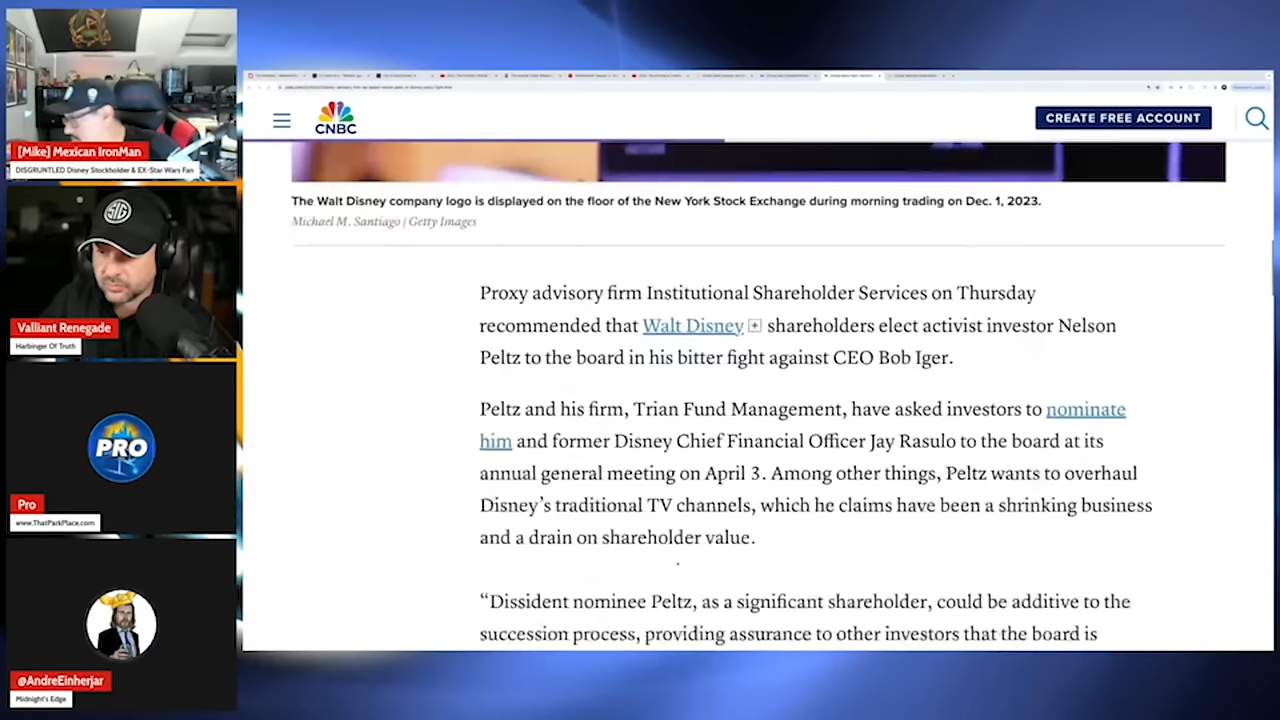 [Mike] Mexican IronMan
DISGRUNTLED Disney Stockholder & EX-Star Wars Fan
SIG
Valliant Renegade
Harbinger Of Truth
PRO
Pro
www.ThatParkPlace.com
@AndreEinherjar
Midnight's Edge
CNBC
CREATE FREE ACCOUNT
The Walt Disney company logo is displayed on the floor of the New York Stock Exchange during morning trading on Dec. 1, 2023.
Michael M. Santiago | Getty Images
Proxy advisory firm Institutional Shareholder Services on Thursday
recommended that Walt Disney + shareholders elect activist investor Nelson
Peltz to the board in his bitter fight against CEO Bob Iger.
Peltz and his firm, Trian Fund Management, have asked investors to nominate
him and former Disney Chief Financial Officer Jay Rasulo to the board at its
annual general meeting on April 3. Among other things, Peltz wants to overhaul
Disney’s traditional TV channels, which he claims have been a shrinking business
and a drain on shareholder value.
“Dissident nominee Peltz, as a significant shareholder, could be additive to the
succession process, providing assurance to other investors that the board is